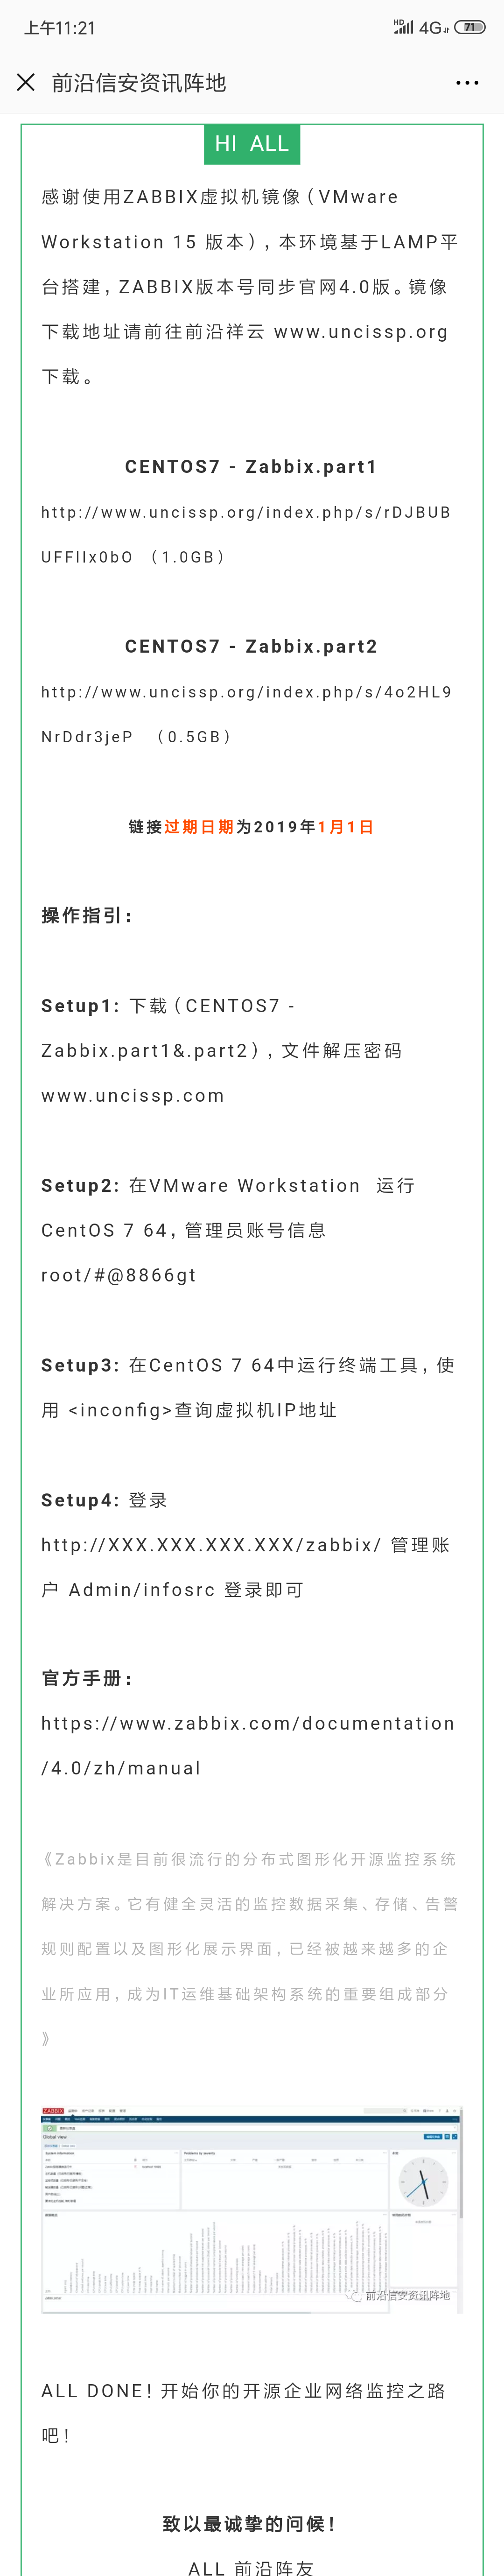 上午11:21
HD 4G 71
前沿信安资讯阵地
HI ALL
感谢使用ZABBIX虚拟机镜像（VMware
Workstation 15 版本），本环境基于LAMP平
台搭建，ZABBIX版本号同步官网4.0版。镜像
下载地址请前往前沿祥云 www.uncissp.org
下载。
CENTOS7 - Zabbix.part1
http://www.uncissp.org/index.php/s/rDJBUB
UFFlIx0bO （1.0GB）
CENTOS7 - Zabbix.part2
http://www.uncissp.org/index.php/s/4o2HL9
NrDdr3jeP （0.5GB）
链接过期日期为2019年1月1日
操作指引：
Setup1: 下载（CENTOS7 -
Zabbix.part1&.part2），文件解压密码
www.uncissp.com
Setup2: 在VMware Workstation 运行
CentOS 7 64，管理员账号信息
root/#@8866gt
Setup3: 在CentOS 7 64中运行终端工具，使
用 <inconfig>查询虚拟机IP地址
Setup4: 登录
http://XXX.XXX.XXX.XXX/zabbix/ 管理账
户 Admin/infosrc 登录即可
官方手册：
https://www.zabbix.com/documentation
/4.0/zh/manual
《Zabbix是目前很流行的分布式图形化开源监控系统
解决方案。它有健全灵活的监控数据采集、存储、告警
规则配置以及图形化展示界面，已经被越来越多的企
业所应用，成为IT运维基础架构系统的重要组成部分
》
ZABBIX
Global view
System information
Problems by severity
前沿信安资讯阵地
ALL DONE！开始你的开源企业网络监控之路
吧！
致以最诚挚的问候！
ALL 前沿阵友